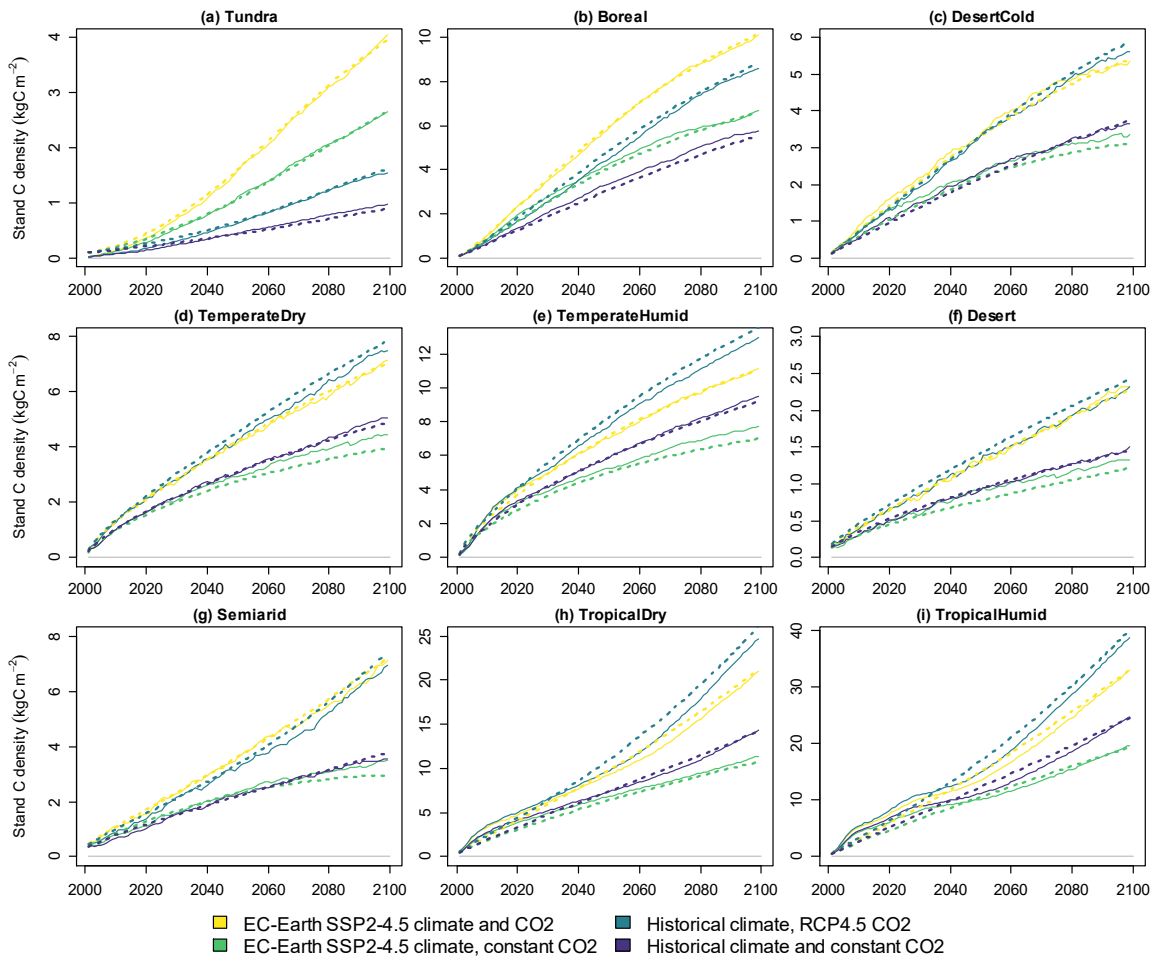 (a) Tundra
(b) Boreal
(c) DesertCold
Stand C density (kgC m−2)
0 1 2 3 4
0 2 4 6 8 10
0 1 2 3 4 5 6
2000 2020 2040 2060 2080 2100
2000 2020 2040 2060 2080 2100
2000 2020 2040 2060 2080 2100
(d) TemperateDry
(e) TemperateHumid
(f) Desert
Stand C density (kgC m−2)
0 2 4 6 8
0 2 4 6 8 10 12
0.0 0.5 1.0 1.5 2.0 2.5 3.0
2000 2020 2040 2060 2080 2100
2000 2020 2040 2060 2080 2100
2000 2020 2040 2060 2080 2100
(g) Semiarid
(h) TropicalDry
(i) TropicalHumid
Stand C density (kgC m−2)
0 2 4 6 8
0 5 10 15 20 25
0 10 20 30 40
2000 2020 2040 2060 2080 2100
2000 2020 2040 2060 2080 2100
2000 2020 2040 2060 2080 2100
EC-Earth SSP2-4.5 climate and CO2
EC-Earth SSP2-4.5 climate, constant CO2
Historical climate, RCP4.5 CO2
Historical climate and constant CO2